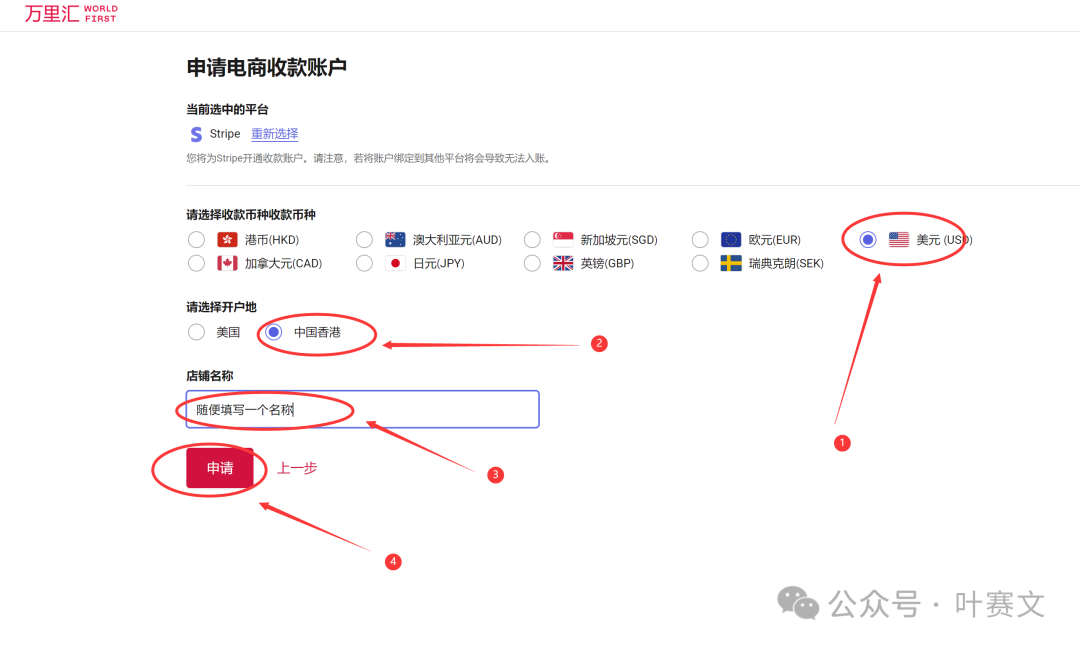 万里汇 WORLD FIRST
申请电商收款账户
当前选中的平台
Stripe 重新选择
您将为Stripe开通收款账户。请注意，若将账户绑定到其他平台将会导致无法入账。
请选择收款币种收款币种
港币(HKD) 澳大利亚元(AUD) 新加坡元(SGD) 欧元(EUR) 美元 (USD)
加拿大元(CAD) 日元(JPY) 英镑(GBP) 瑞典克朗(SEK)
请选择开户地
美国 中国香港
2
店铺名称
随便填写一个名称
1
申请 上一步
3
4
公众号·叶赛文